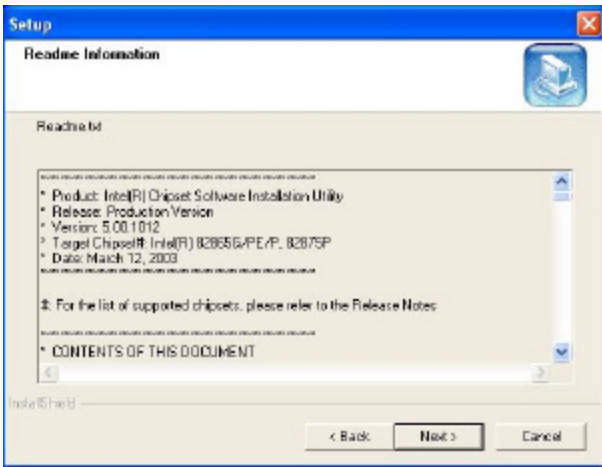 Setup
Readme Information
Readme.txt
* Product: Intel(R) Chipset Software Installation Utility
* Release: Production Version
* Version: 5.00.1012
* Target Chipset#: Intel(R) 82865G/PE/P, 82875P
* Date: March 12, 2003
#: For the list of supported chipsets, please refer to the Release Notes
* CONTENTS OF THIS DOCUMENT
InstallShield
< Back
Next >
Cancel